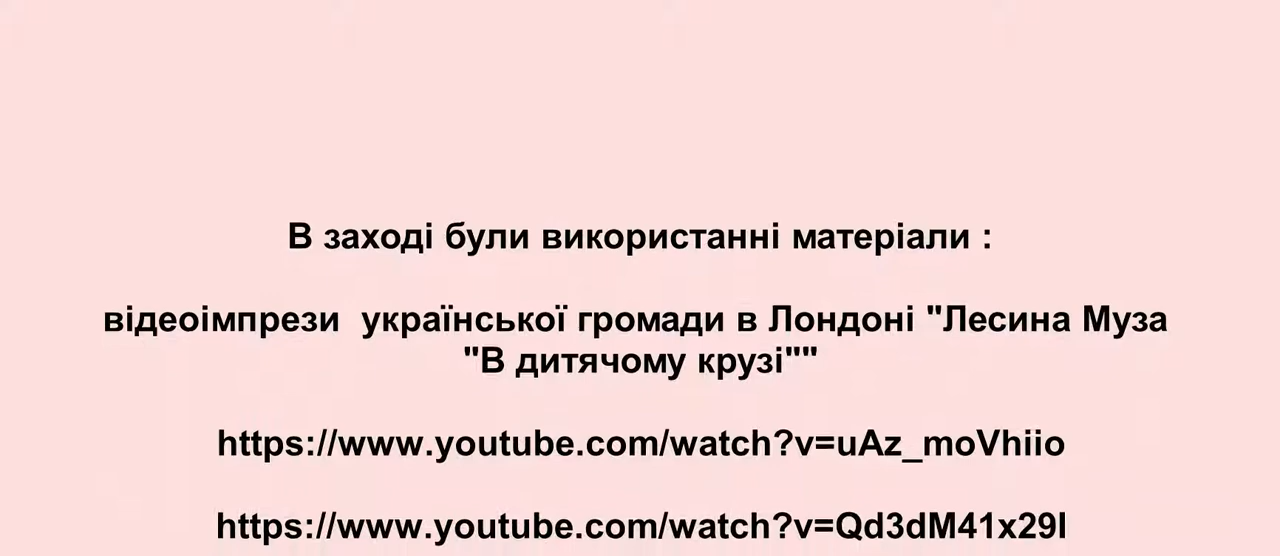 В заході були використанні матеріали :
відеоімпрези  української громади в Лондоні "Лесина Муза
"В дитячому крузі""
https://www.youtube.com/watch?v=uAz_moVhiio
https://www.youtube.com/watch?v=Qd3dM41x29I